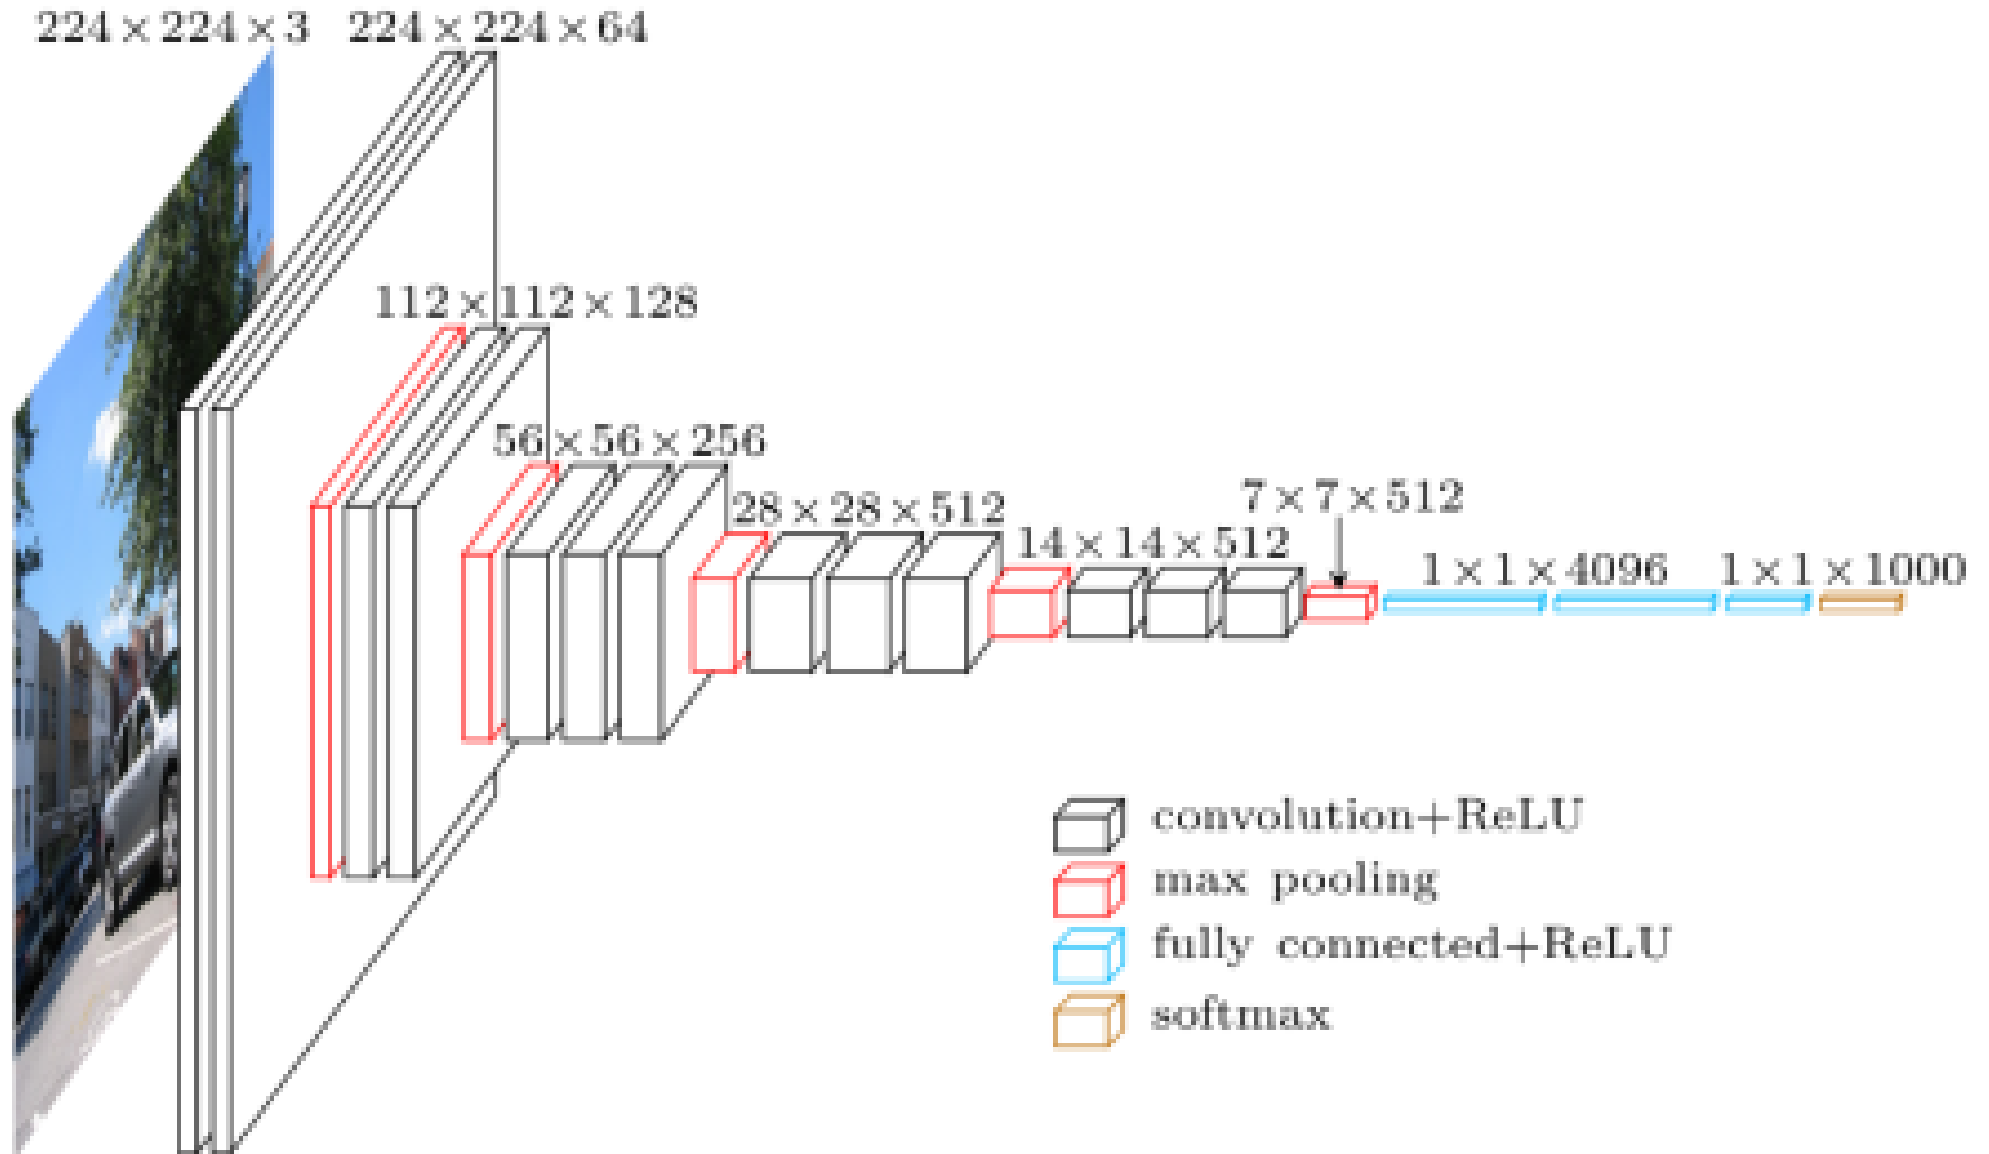 224 × 224 × 3
224 × 224 × 64
112 × 112 × 128
56 × 56 × 256
28 × 28 × 512
14 × 14 × 512
7 × 7 × 512
1 × 1 × 4096
1 × 1 × 1000
convolution+ReLU
max pooling
fully connected+ReLU
softmax